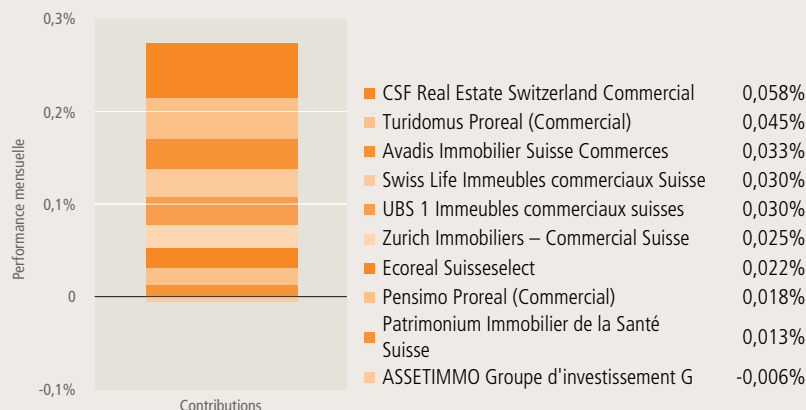 0,3%
0,2%
0,1%
0
-0,1%
Performance mensuelle
Contributions
CSF Real Estate Switzerland Commercial 0,058%
Turidomus Proreal (Commercial) 0,045%
Avadis Immobilier Suisse Commerces 0,033%
Swiss Life Immeubles commerciaux Suisse 0,030%
UBS 1 Immeubles commerciaux suisses 0,030%
Zurich Immobiliers – Commercial Suisse 0,025%
Ecoreal Suisseselect 0,022%
Pensimo Proreal (Commercial) 0,018%
Patrimonium Immobilier de la Santé
Suisse 0,013%
ASSETIMMO Groupe d'investissement G -0,006%